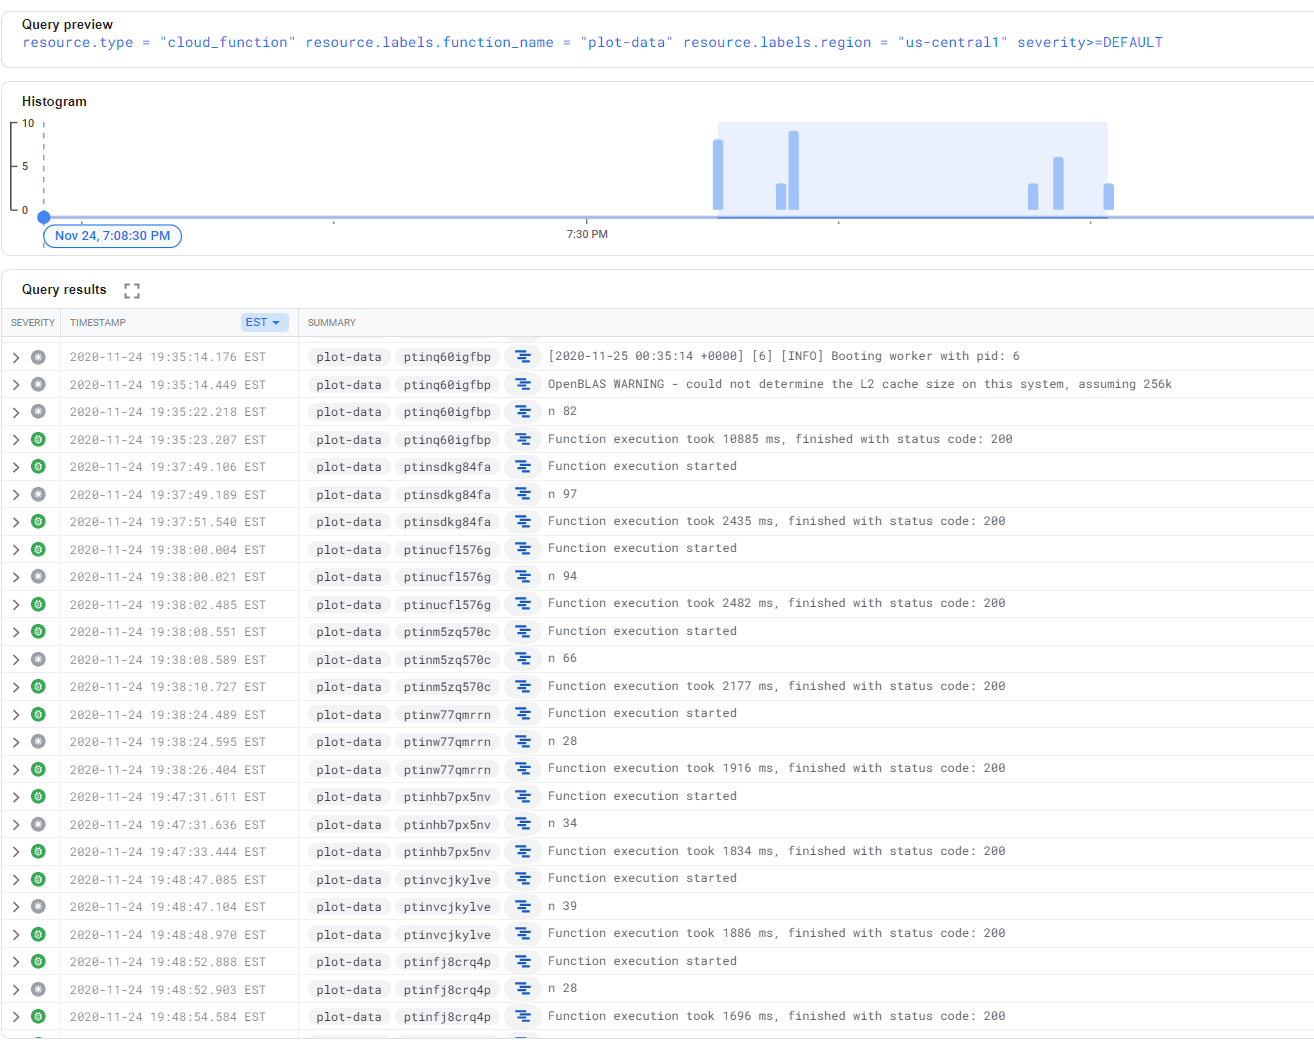 Query preview
resource.type = "cloud_function" resource.labels.function_name = "plot-data" resource.labels.region = "us-central1" severity>=DEFAULT
Histogram
10
5
0
Nov 24, 7:08:30 PM
7:30 PM
Query results
SEVERITY TIMESTAMP EST SUMMARY
2020-11-24 19:35:14.176 EST plot-data ptinq60igfbp [2020-11-25 00:35:14 +0000] [6] [INFO] Booting worker with pid: 6
2020-11-24 19:35:14.449 EST plot-data ptinq60igfbp OpenBLAS WARNING - could not determine the L2 cache size on this system, assuming 256k
2020-11-24 19:35:22.218 EST plot-data ptinq60igfbp n 82
2020-11-24 19:35:23.207 EST plot-data ptinq60igfbp Function execution took 10885 ms, finished with status code: 200
2020-11-24 19:37:49.106 EST plot-data ptinsdkg84fa Function execution started
2020-11-24 19:37:49.189 EST plot-data ptinsdkg84fa n 97
2020-11-24 19:37:51.540 EST plot-data ptinsdkg84fa Function execution took 2435 ms, finished with status code: 200
2020-11-24 19:38:00.004 EST plot-data ptinucfl576g Function execution started
2020-11-24 19:38:00.021 EST plot-data ptinucfl576g n 94
2020-11-24 19:38:02.485 EST plot-data ptinucfl576g Function execution took 2482 ms, finished with status code: 200
2020-11-24 19:38:08.551 EST plot-data ptinm5zq570c Function execution started
2020-11-24 19:38:08.589 EST plot-data ptinm5zq570c n 66
2020-11-24 19:38:10.727 EST plot-data ptinm5zq570c Function execution took 2177 ms, finished with status code: 200
2020-11-24 19:38:24.489 EST plot-data ptinw77qmrrn Function execution started
2020-11-24 19:38:24.595 EST plot-data ptinw77qmrrn n 28
2020-11-24 19:38:26.404 EST plot-data ptinw77qmrrn Function execution took 1916 ms, finished with status code: 200
2020-11-24 19:47:31.611 EST plot-data ptinhb7px5nv Function execution started
2020-11-24 19:47:31.636 EST plot-data ptinhb7px5nv n 34
2020-11-24 19:47:33.444 EST plot-data ptinhb7px5nv Function execution took 1834 ms, finished with status code: 200
2020-11-24 19:48:47.085 EST plot-data ptinvcjkylve Function execution started
2020-11-24 19:48:47.104 EST plot-data ptinvcjkylve n 39
2020-11-24 19:48:48.970 EST plot-data ptinvcjkylve Function execution took 1886 ms, finished with status code: 200
2020-11-24 19:48:52.888 EST plot-data ptinfj8crq4p Function execution started
2020-11-24 19:48:52.903 EST plot-data ptinfj8crq4p n 28
2020-11-24 19:48:54.584 EST plot-data ptinfj8crq4p Function execution took 1696 ms, finished with status code: 200